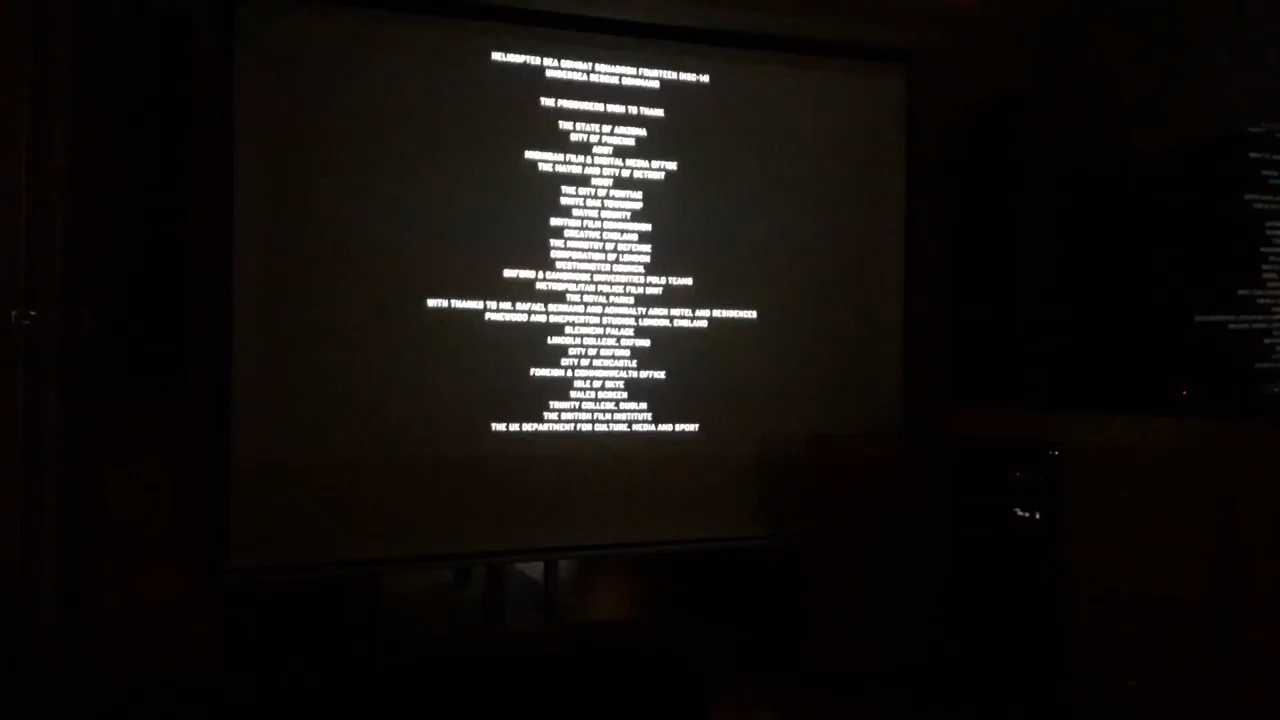 HELICOPTER SEA COMBAT SQUADRON FOURTEEN (HSC-14)
UNDERSEA RESCUE COMMAND
THE PRODUCERS WISH TO THANK
THE STATE OF ARIZONA
CITY OF PHOENIX
ADOT
MICHIGAN FILM & DIGITAL MEDIA OFFICE
THE MAYOR AND CITY OF DETROIT
MDOT
THE CITY OF PONTIAC
WHITE OAK TOWNSHIP
WAYNE COUNTY
BRITISH FILM COMMISSION
CREATIVE ENGLAND
THE MINISTRY OF DEFENSE
CORPORATION OF LONDON
WESTMINSTER COUNCIL
OXFORD & CAMBRIDGE UNIVERSITIES POLO TEAMS
METROPOLITAN POLICE FILM UNIT
THE ROYAL PARKS
WITH THANKS TO MR. RAFAEL SERRANO AND ADMIRALTY ARCH HOTEL AND RESIDENCES
PINEWOOD AND SHEPPERTON STUDIOS, LONDON, ENGLAND
BLENHEIM PALACE
LINCOLN COLLEGE, OXFORD
CITY OF OXFORD
CITY OF NEWCASTLE
FOREIGN & COMMONWEALTH OFFICE
ISLE OF SKYE
WALES SCREEN
TRINITY COLLEGE, DUBLIN
THE BRITISH FILM INSTITUTE
THE UK DEPARTMENT FOR CULTURE, MEDIA AND SPORT